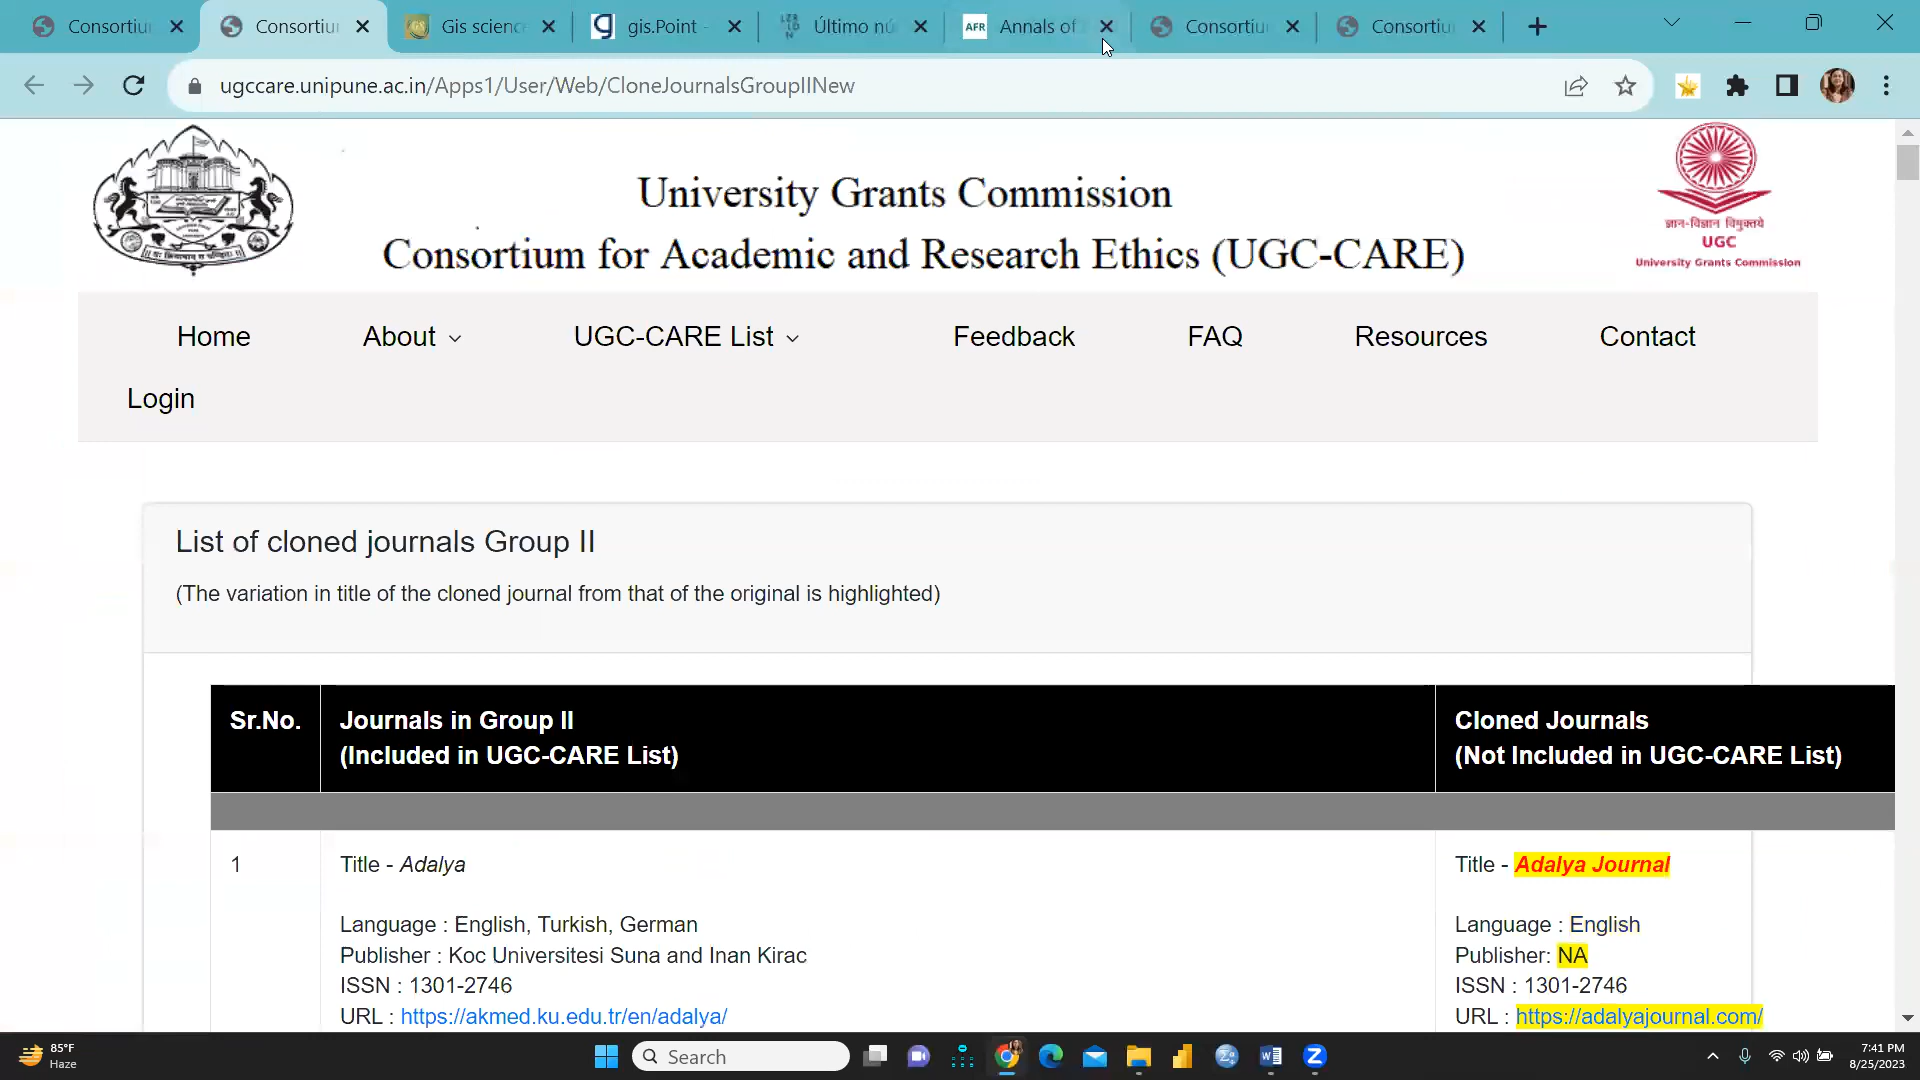 Consortiu
Consortiu
Gis science
gis.Point -
Último nú
AFR
Annals of
Consortiu
Consortiu
ugccare.unipune.ac.in/Apps1/User/Web/CloneJournalsGroupIINew
University Grants Commission
Consortium for Academic and Research Ethics (UGC-CARE)
ज्ञान-विज्ञान विमुक्तये
UGC
University Grants Commission
Home
About
UGC-CARE List
Feedback
FAQ
Resources
Contact
Login
List of cloned journals Group II
(The variation in title of the cloned journal from that of the original is highlighted)
Sr.No.
Journals in Group II
(Included in UGC-CARE List)
Cloned Journals
(Not Included in UGC-CARE List)
1
Title - Adalya
Language : English, Turkish, German
Publisher : Koc Universitesi Suna and Inan Kirac
ISSN : 1301-2746
URL : https://akmed.ku.edu.tr/en/adalya/
Title - Adalya Journal
Language : English
Publisher: NA
ISSN : 1301-2746
URL : https://adalyajournal.com/
85°F
Haze
Search
7:41 PM
8/25/2023